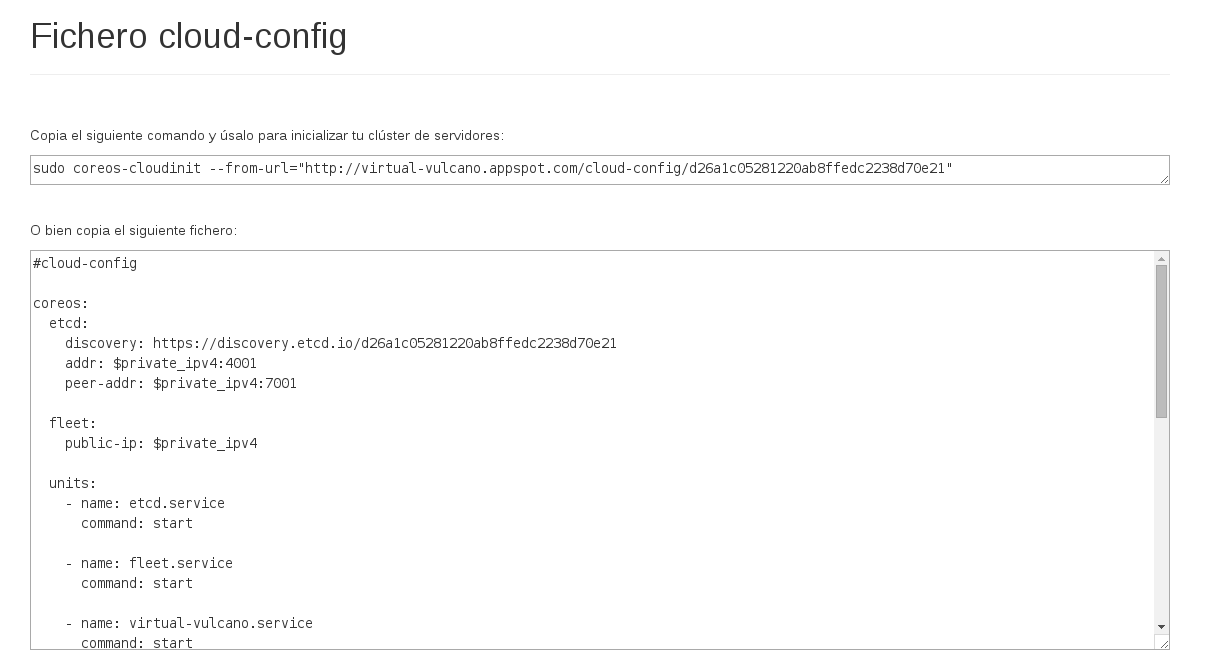 Fichero cloud-config
Copia el siguiente comando y úsalo para inicializar tu clúster de servidores:
sudo coreos-cloudinit --from-url="http://virtual-vulcano.appspot.com/cloud-config/d26a1c05281220ab8ffedc2238d70e21"
O bien copia el siguiente fichero:
#cloud-config
coreos:
  etcd:
    discovery: https://discovery.etcd.io/d26a1c05281220ab8ffedc2238d70e21
    addr: $private_ipv4:4001
    peer-addr: $private_ipv4:7001
  fleet:
    public-ip: $private_ipv4
  units:
    - name: etcd.service
      command: start
    - name: fleet.service
      command: start
    - name: virtual-vulcano.service
      command: start